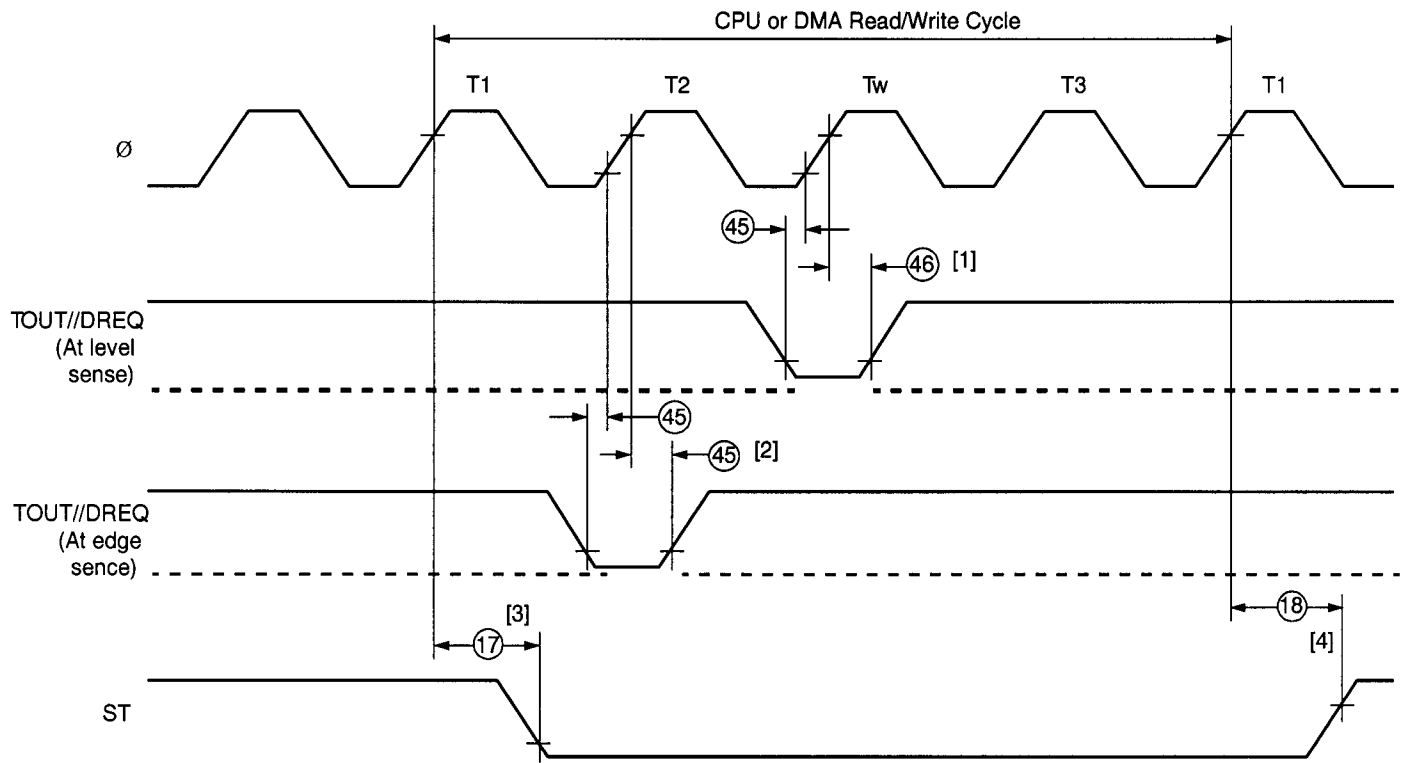 CPU or DMA Read/Write Cycle
T1 T2 Tw T3 T1
Ø
45
46 [1]
TOUT//DREQ
(At level
sense)
45
45 [2]
TOUT//DREQ
(At edge
sence)
[3]
17
18
[4]
ST